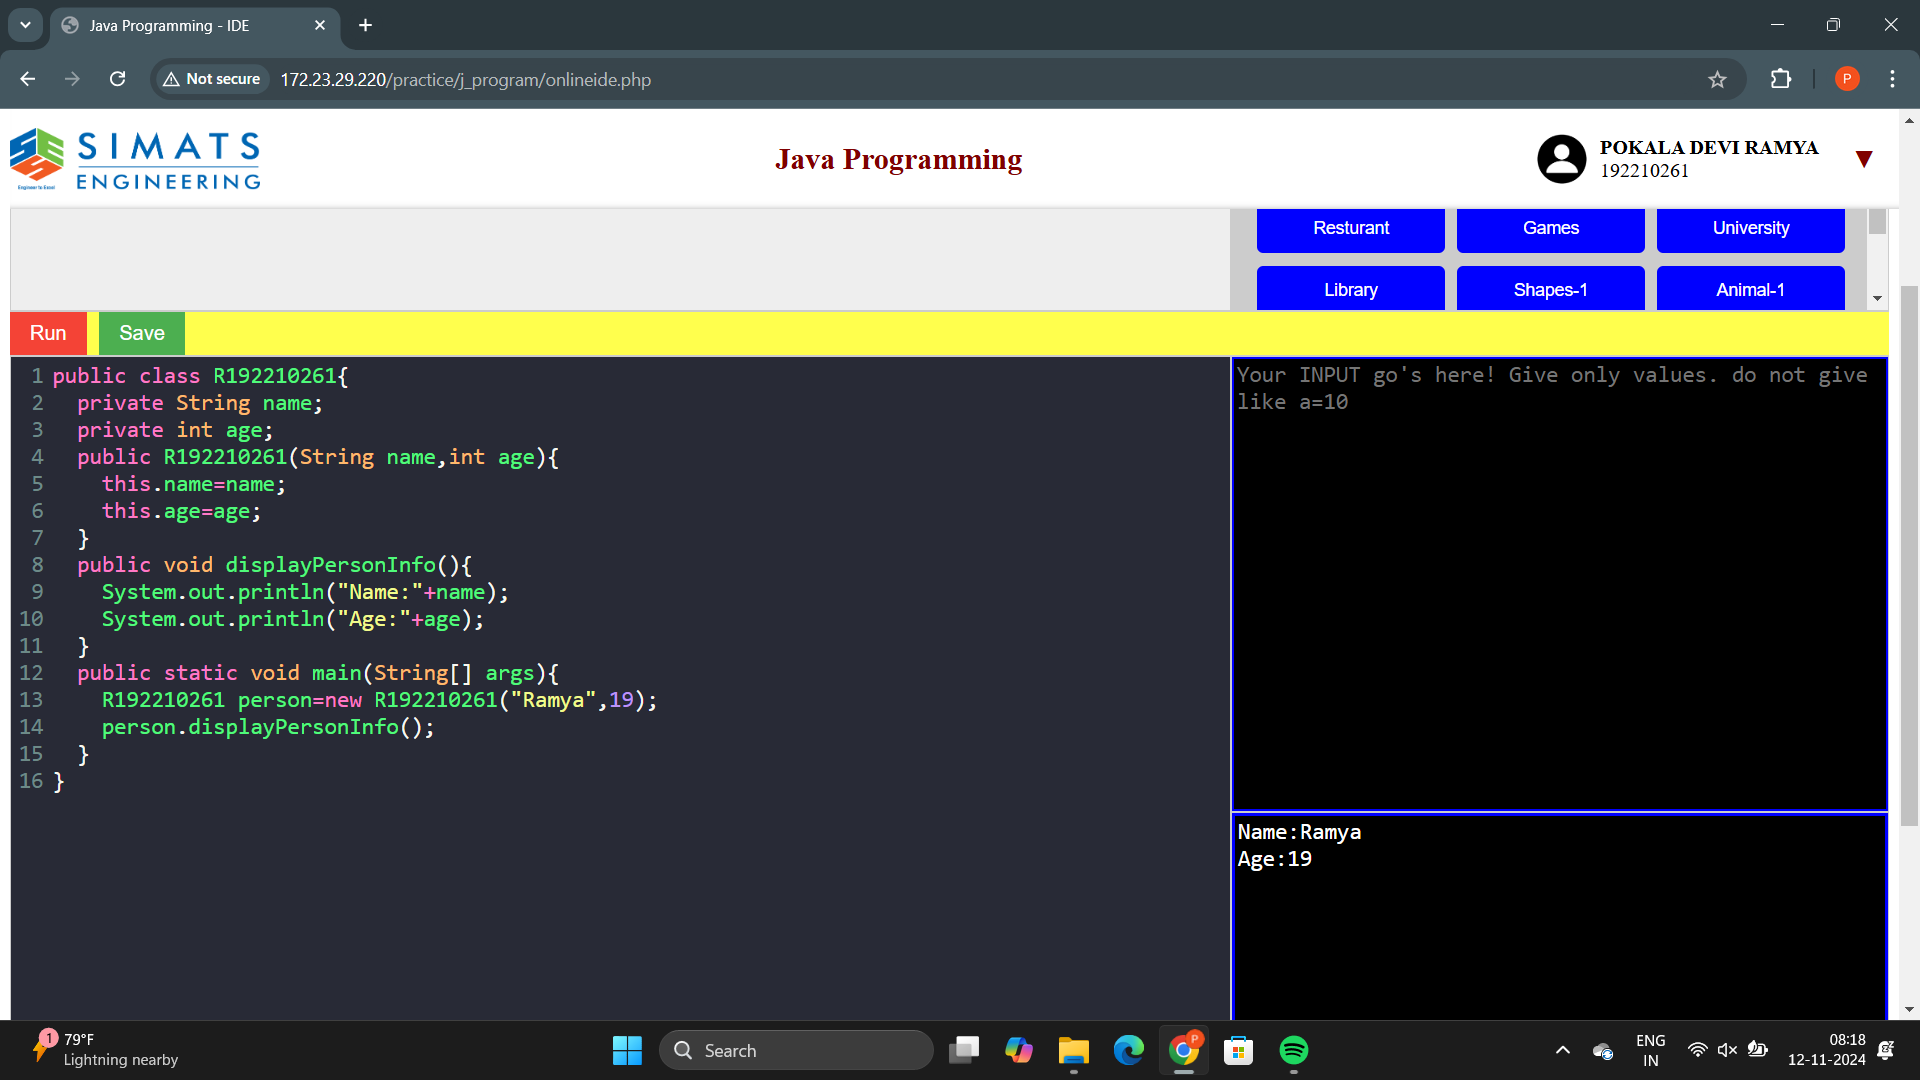 Java Programming - IDE
Not secure
172.23.29.220/practice/j_program/onlineide.php
P
SIMATS
ENGINEERING
Engineer to Excel
Java Programming
POKALA DEVI RAMYA
192210261
Resturant
Games
University
Library
Shapes-1
Animal-1
Run
Save
1 public class R192210261{
2 private String name;
3 private int age;
4 public R192210261(String name,int age){
5 this.name=name;
6 this.age=age;
7 }
8 public void displayPersonInfo(){
9 System.out.println("Name:"+name);
10 System.out.println("Age:"+age);
11 }
12 public static void main(String[] args){
13 R192210261 person=new R192210261("Ramya",19);
14 person.displayPersonInfo();
15 }
16 }
Your INPUT go's here! Give only values. do not give
like a=10
Name:Ramya
Age:19
1
79°F
Lightning nearby
Search
P
ENG
IN
08:18
12-11-2024